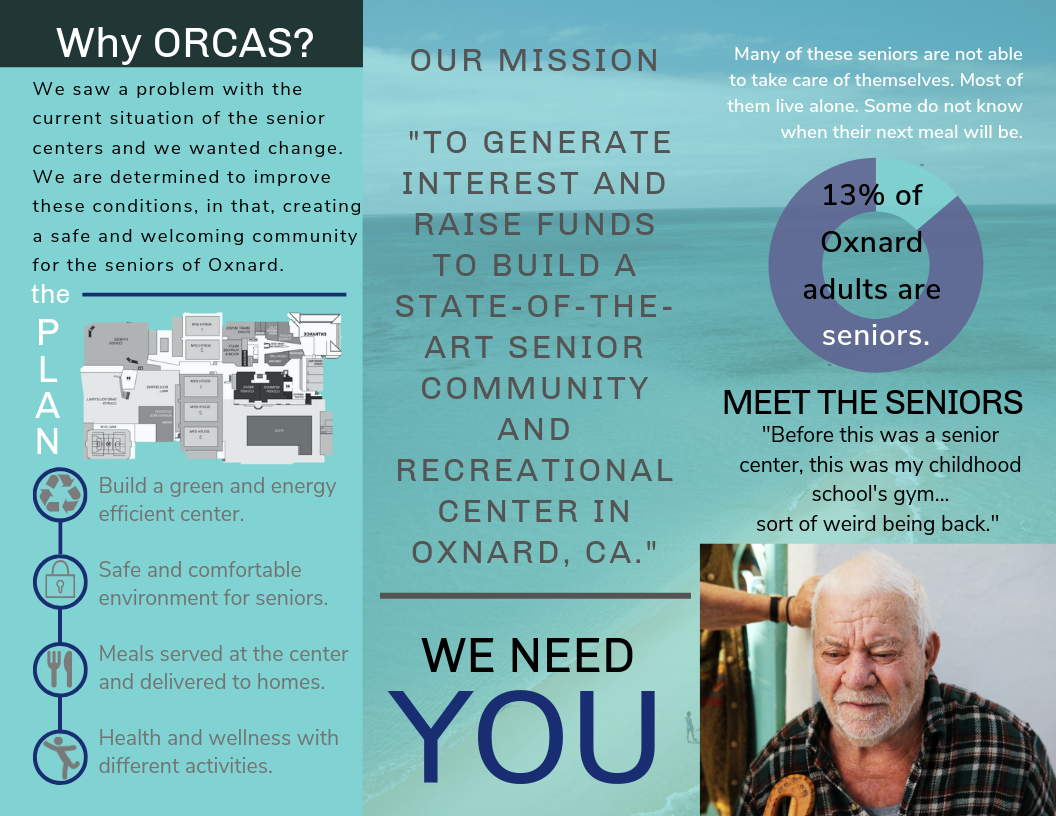 Why ORCAS?
We saw a problem with the
current situation of the senior
centers and we wanted change.
We are determined to improve
these conditions, in that, creating
a safe and welcoming community
for the seniors of Oxnard.
the
PLAN
ENTRANCE
Build a green and energy
efficient center.
Safe and comfortable
environment for seniors.
Meals served at the center
and delivered to homes.
Health and wellness with
different activities.
OUR MISSION
"TO GENERATE
INTEREST AND
RAISE FUNDS
TO BUILD A
STATE-OF-THE-
ART SENIOR
COMMUNITY
AND
RECREATIONAL
CENTER IN
OXNARD, CA."
WE NEED
YOU
Many of these seniors are not able
to take care of themselves. Most of
them live alone. Some do not know
when their next meal will be.
13% of
Oxnard
adults are
seniors.
MEET THE SENIORS
"Before this was a senior
center, this was my childhood
school's gym...
sort of weird being back."